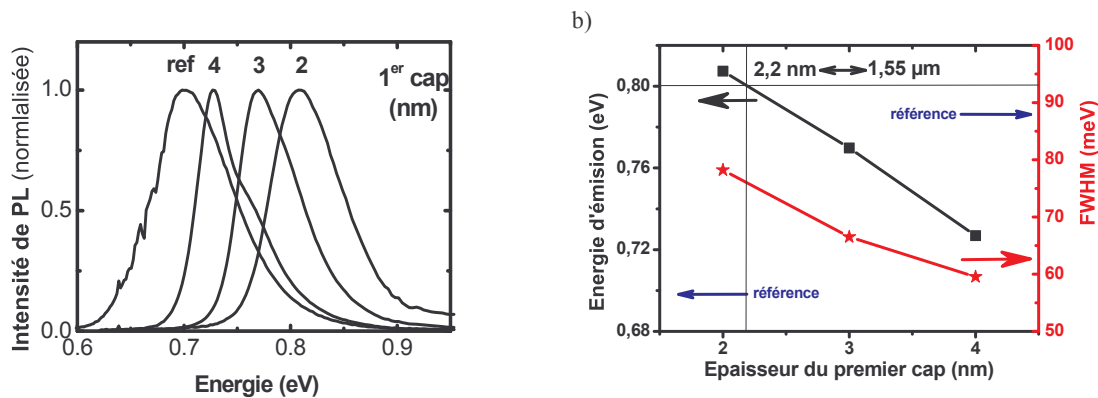 b)
ref 4 3 2 1er cap
(nm)
Intensité de PL (normlalisée)
1.0
0.5
0.0
0.6 0.7 0.8 0.9
Energie (eV)
2,2 nm 1,55 µm
référence
référence
Energie d'émision (eV)
0,80
0,76
0,72
0,68
2 3 4
Epaisseur du premier cap (nm)
100
90
80
70
60
50
FWHM (meV)